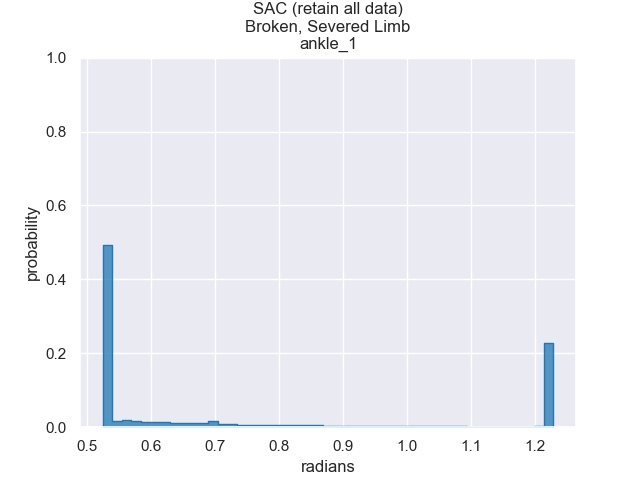 SAC (retain all data)
Broken, Severed Limb
ankle_1
1.0
0.8
0.6
0.4
0.2
0.0
probability
0.5 0.6 0.7 0.8 0.9 1.0 1.1 1.2
radians